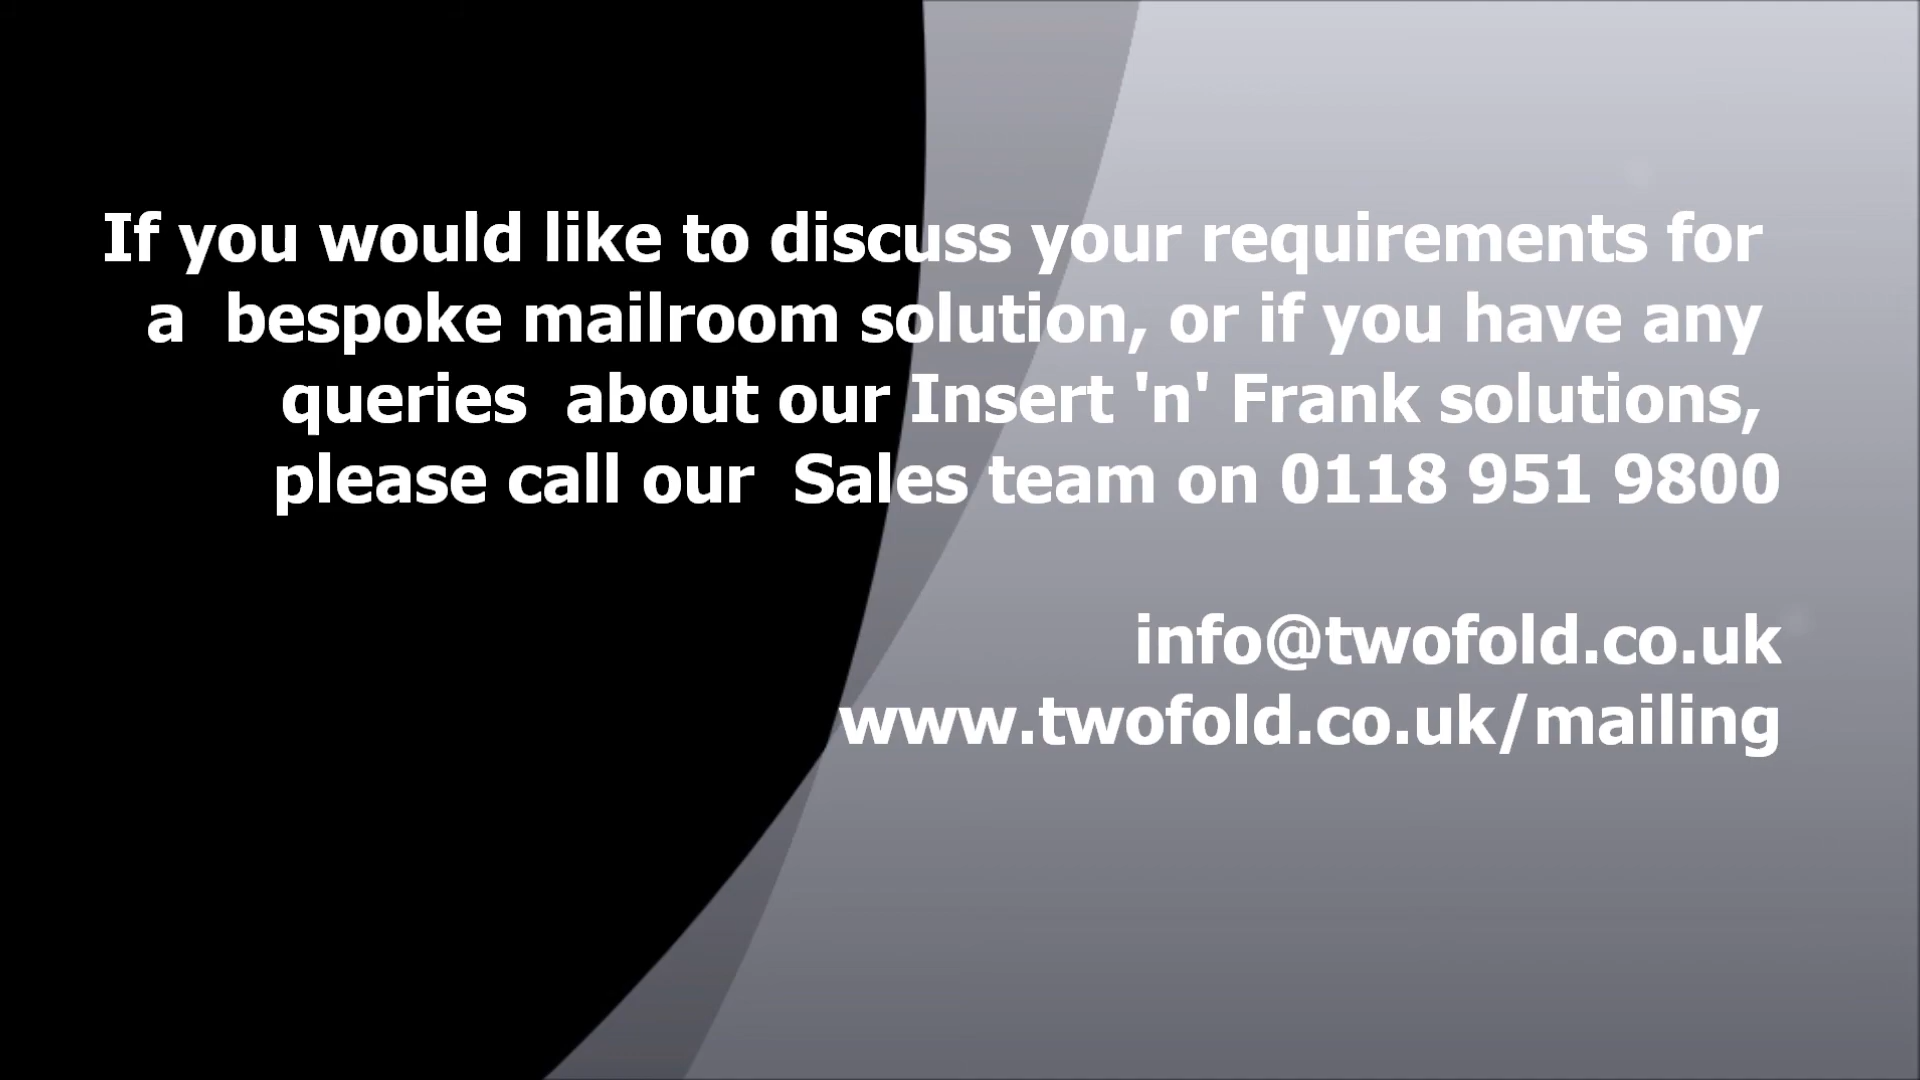 If you would like to discuss your requirements for
a bespoke mailroom solution, or if you have any
queries about our Insert 'n' Frank solutions,
please call our Sales team on 0118 951 9800
info@twofold.co.uk
www.twofold.co.uk/mailing